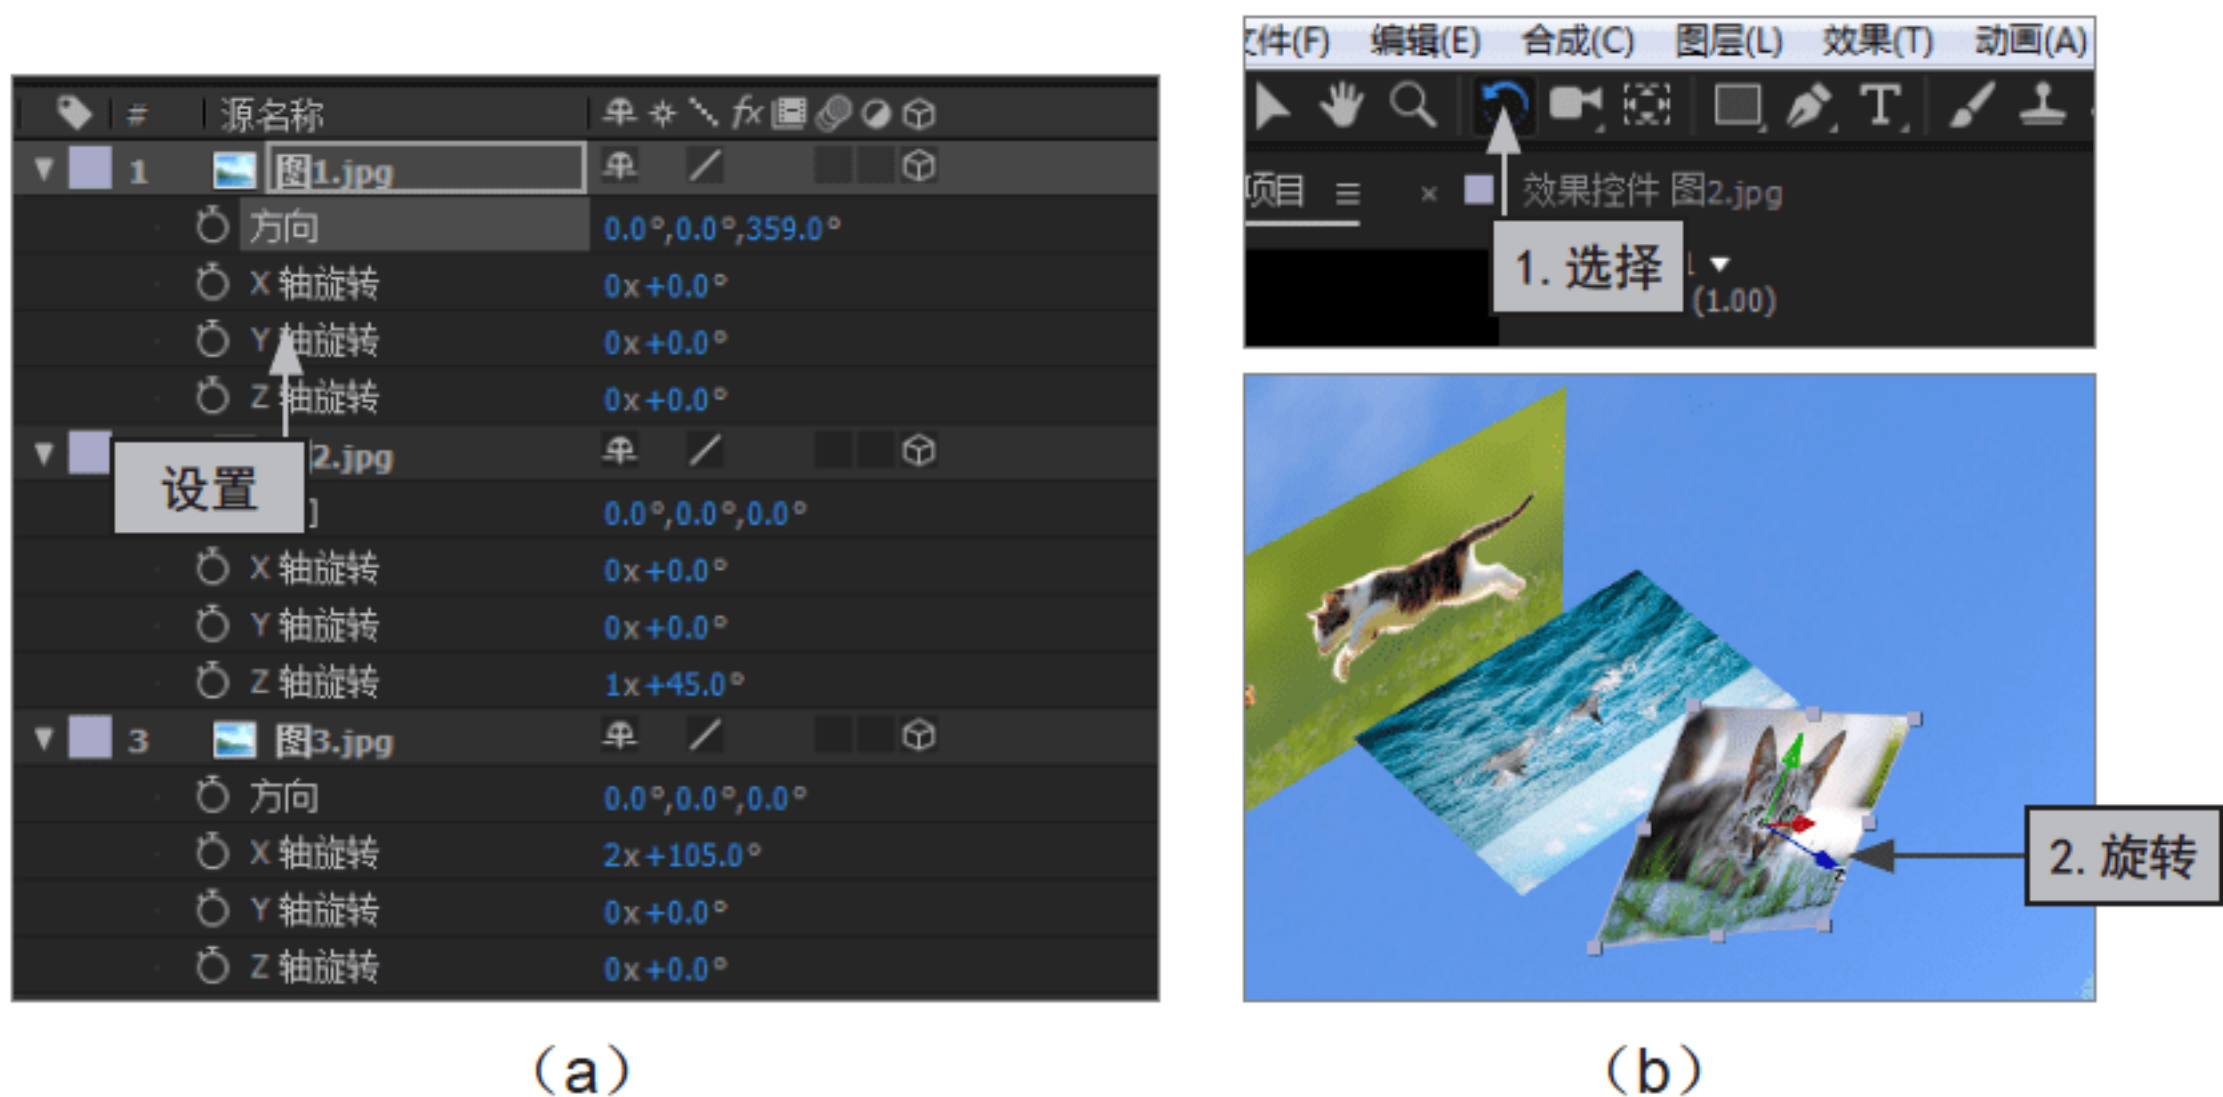 # 源名称 fx
1 图1.jpg
方向 0.0°,0.0°,359.0°
X 轴旋转 0x+0.0°
Y 轴旋转 0x+0.0°
Z 轴旋转 0x+0.0°
2.jpg
设置
0.0°,0.0°,0.0°
X 轴旋转 0x+0.0°
Y 轴旋转 0x+0.0°
Z 轴旋转 1x+45.0°
3 图3.jpg
方向 0.0°,0.0°,0.0°
X 轴旋转 2x+105.0°
Y 轴旋转 0x+0.0°
Z 轴旋转 0x+0.0°
(a)
件(F) 编辑(E) 合成(C) 图层(L) 效果(T) 动画(A)
T
项目 × 效果控件 图2.jpg
1. 选择
(1.00)
2. 旋转
(b)